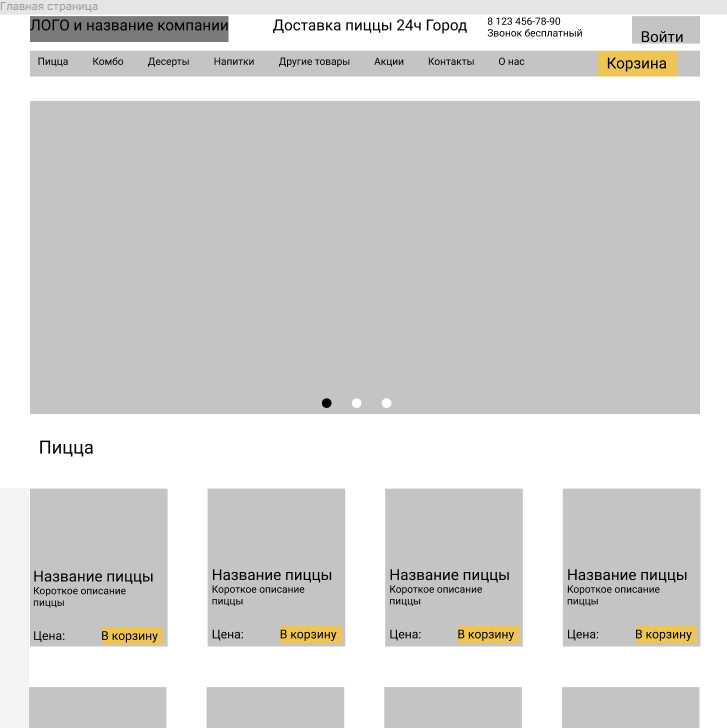 Главная страница
ЛОГО и название компании
Доставка пиццы 24ч Город
8 123 456-78-90
Звонок бесплатный
Войти
Пицца Комбо Десерты Напитки Другие товары Акции Контакты О нас Корзина
Пицца
Название пиццы
Короткое описание
пиццы
Цена: В корзину
Название пиццы
Короткое описание
пиццы
Цена: В корзину
Название пиццы
Короткое описание
пиццы
Цена: В корзину
Название пиццы
Короткое описание
пиццы
Цена: В корзину